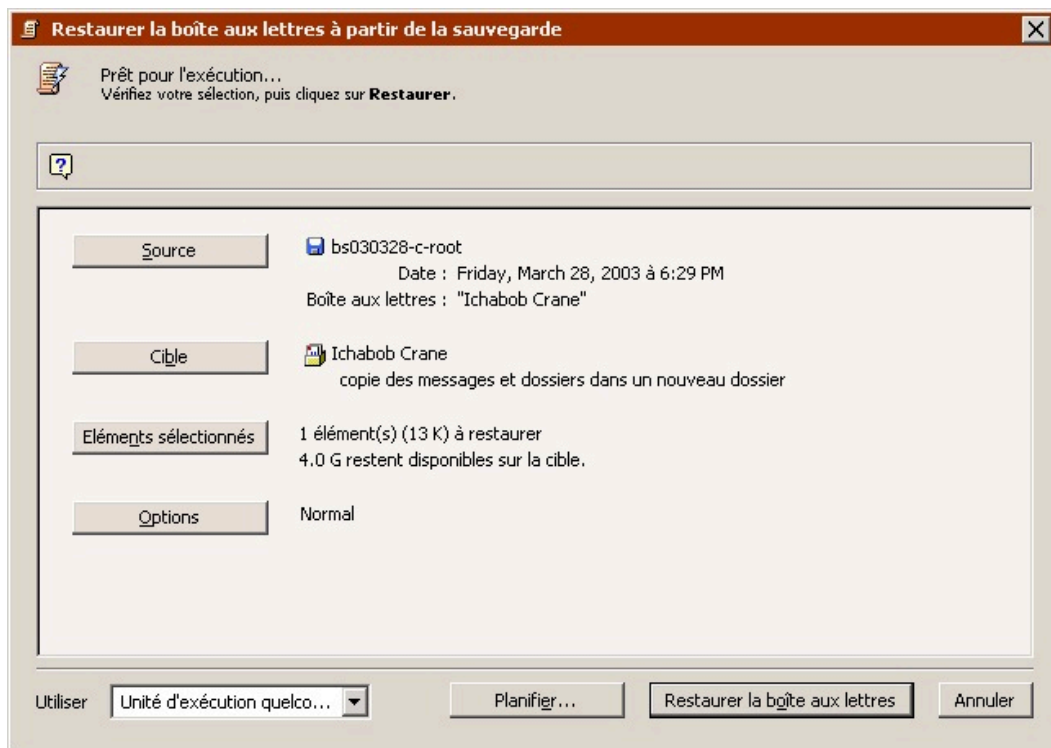 Restaurer la boîte aux lettres à partir de la sauvegarde
Prêt pour l'exécution...
Vérifiez votre sélection, puis cliquez sur Restaurer.
Source
bs030328-c-root
Date : Friday, March 28, 2003 à 6:29 PM
Boîte aux lettres : "Ichabob Crane"
Cible
Ichabob Crane
copie des messages et dossiers dans un nouveau dossier
Eléments sélectionnés
1 élément(s) (13 K) à restaurer
4.0 G restent disponibles sur la cible.
Options
Normal
Utiliser
Unité d'exécution quelco...
Planifier...
Restaurer la boîte aux lettres
Annuler